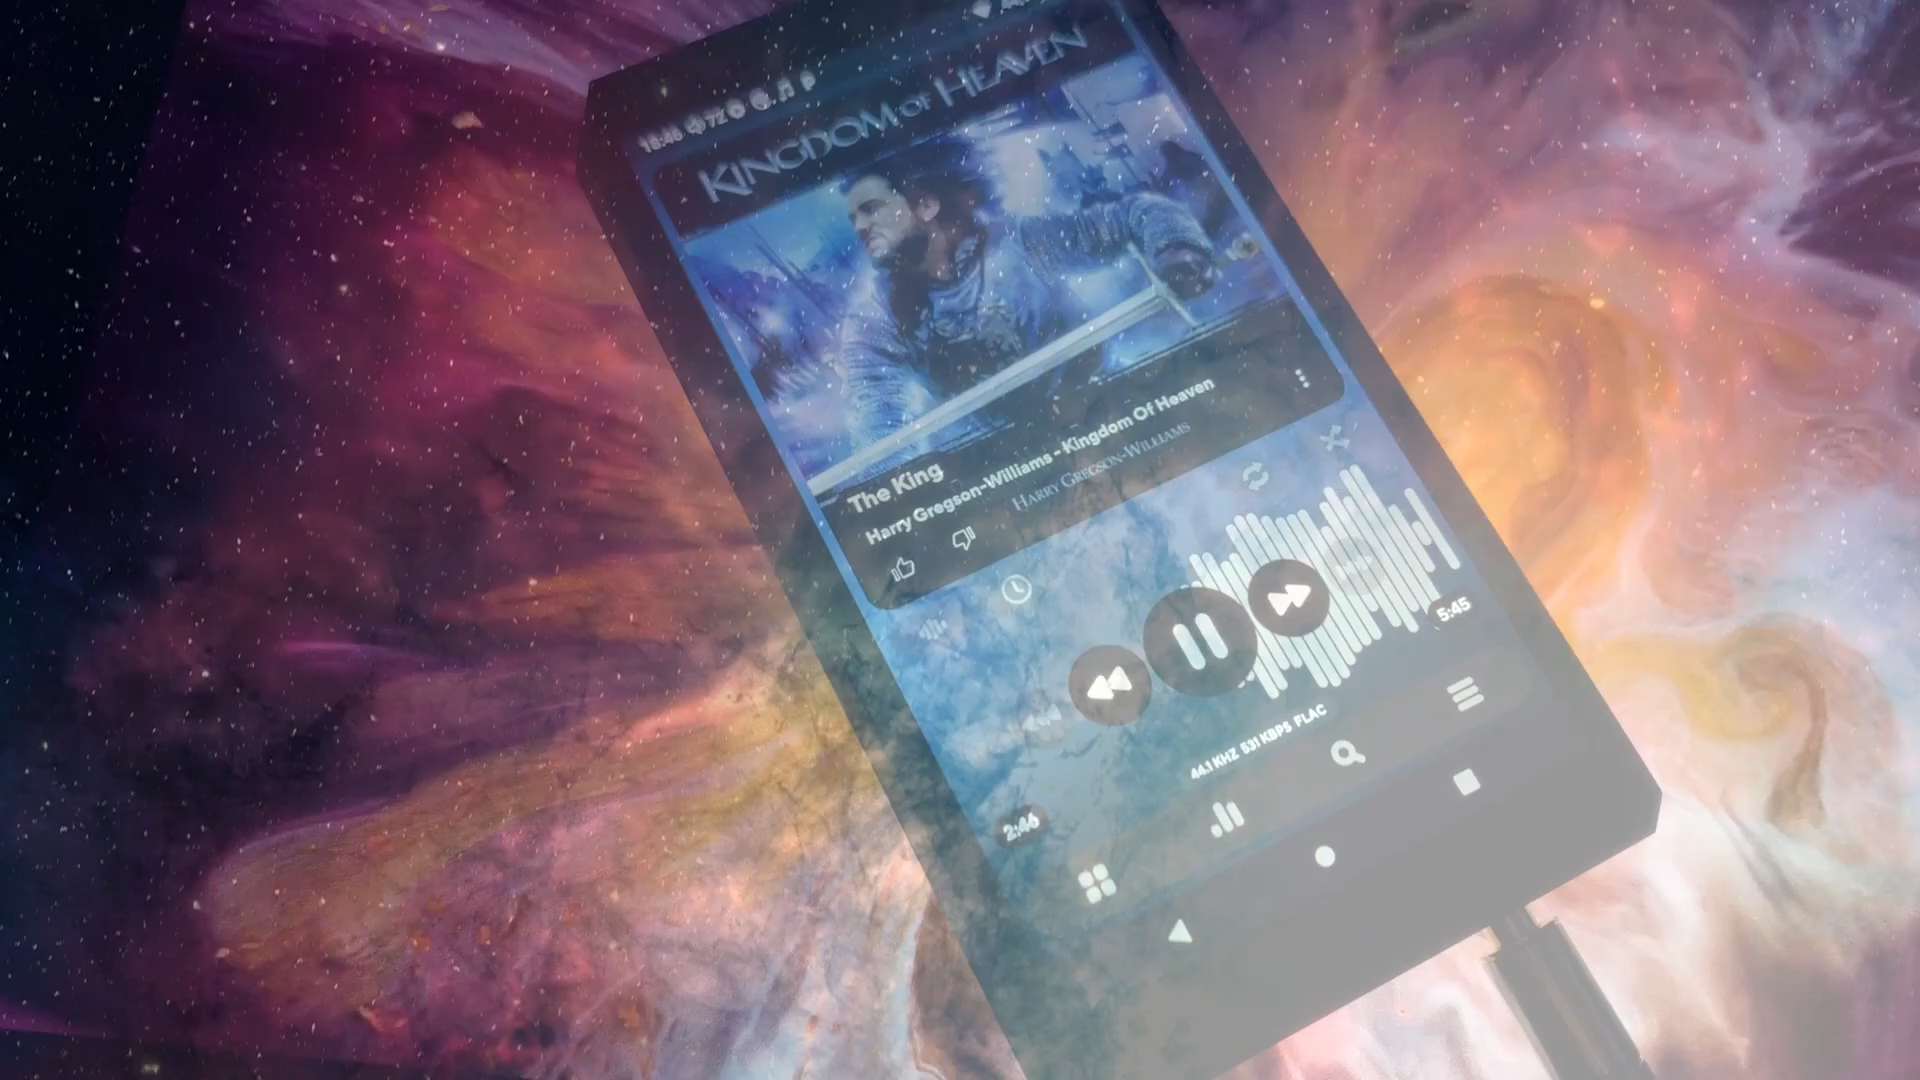 KINGDOM OF HEAVEN
The King
Harry Gregson-Williams - Kingdom Of Heaven
HARRY GREGSON-WILLIAMS
5:45
44.1 KHZ 531 KBPS FLAC
2:46